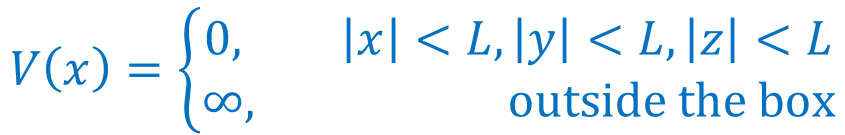 V(x) = { 0, |x| < L, |y| < L, |z| < L
∞, outside the box